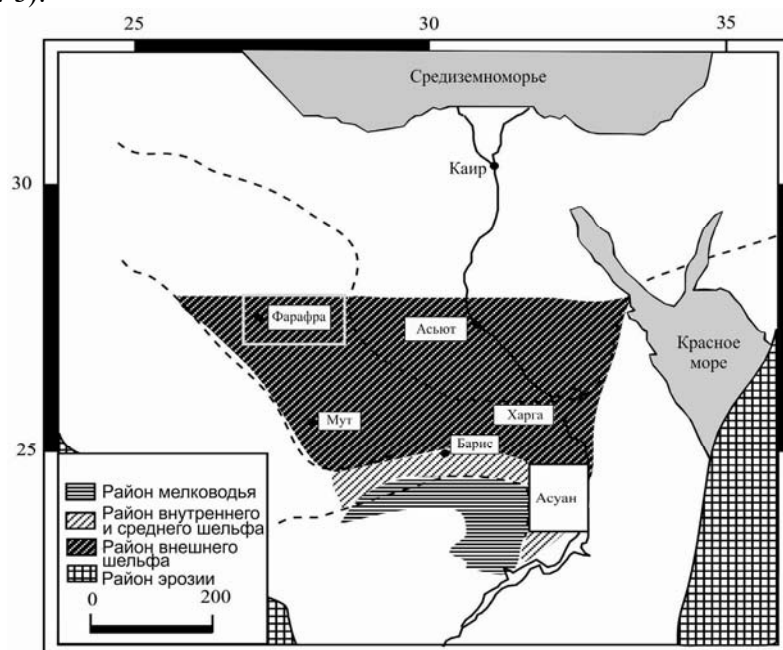 25
30
35
Средиземноморье
Каир
30
Фарафра
Асьют
Красное
море
Харга
Мут
25
Барис
Асуан
Район мелководья
Район внутреннего
и среднего шельфа
Район внешнего
шельфа
Район эрозии
0
200